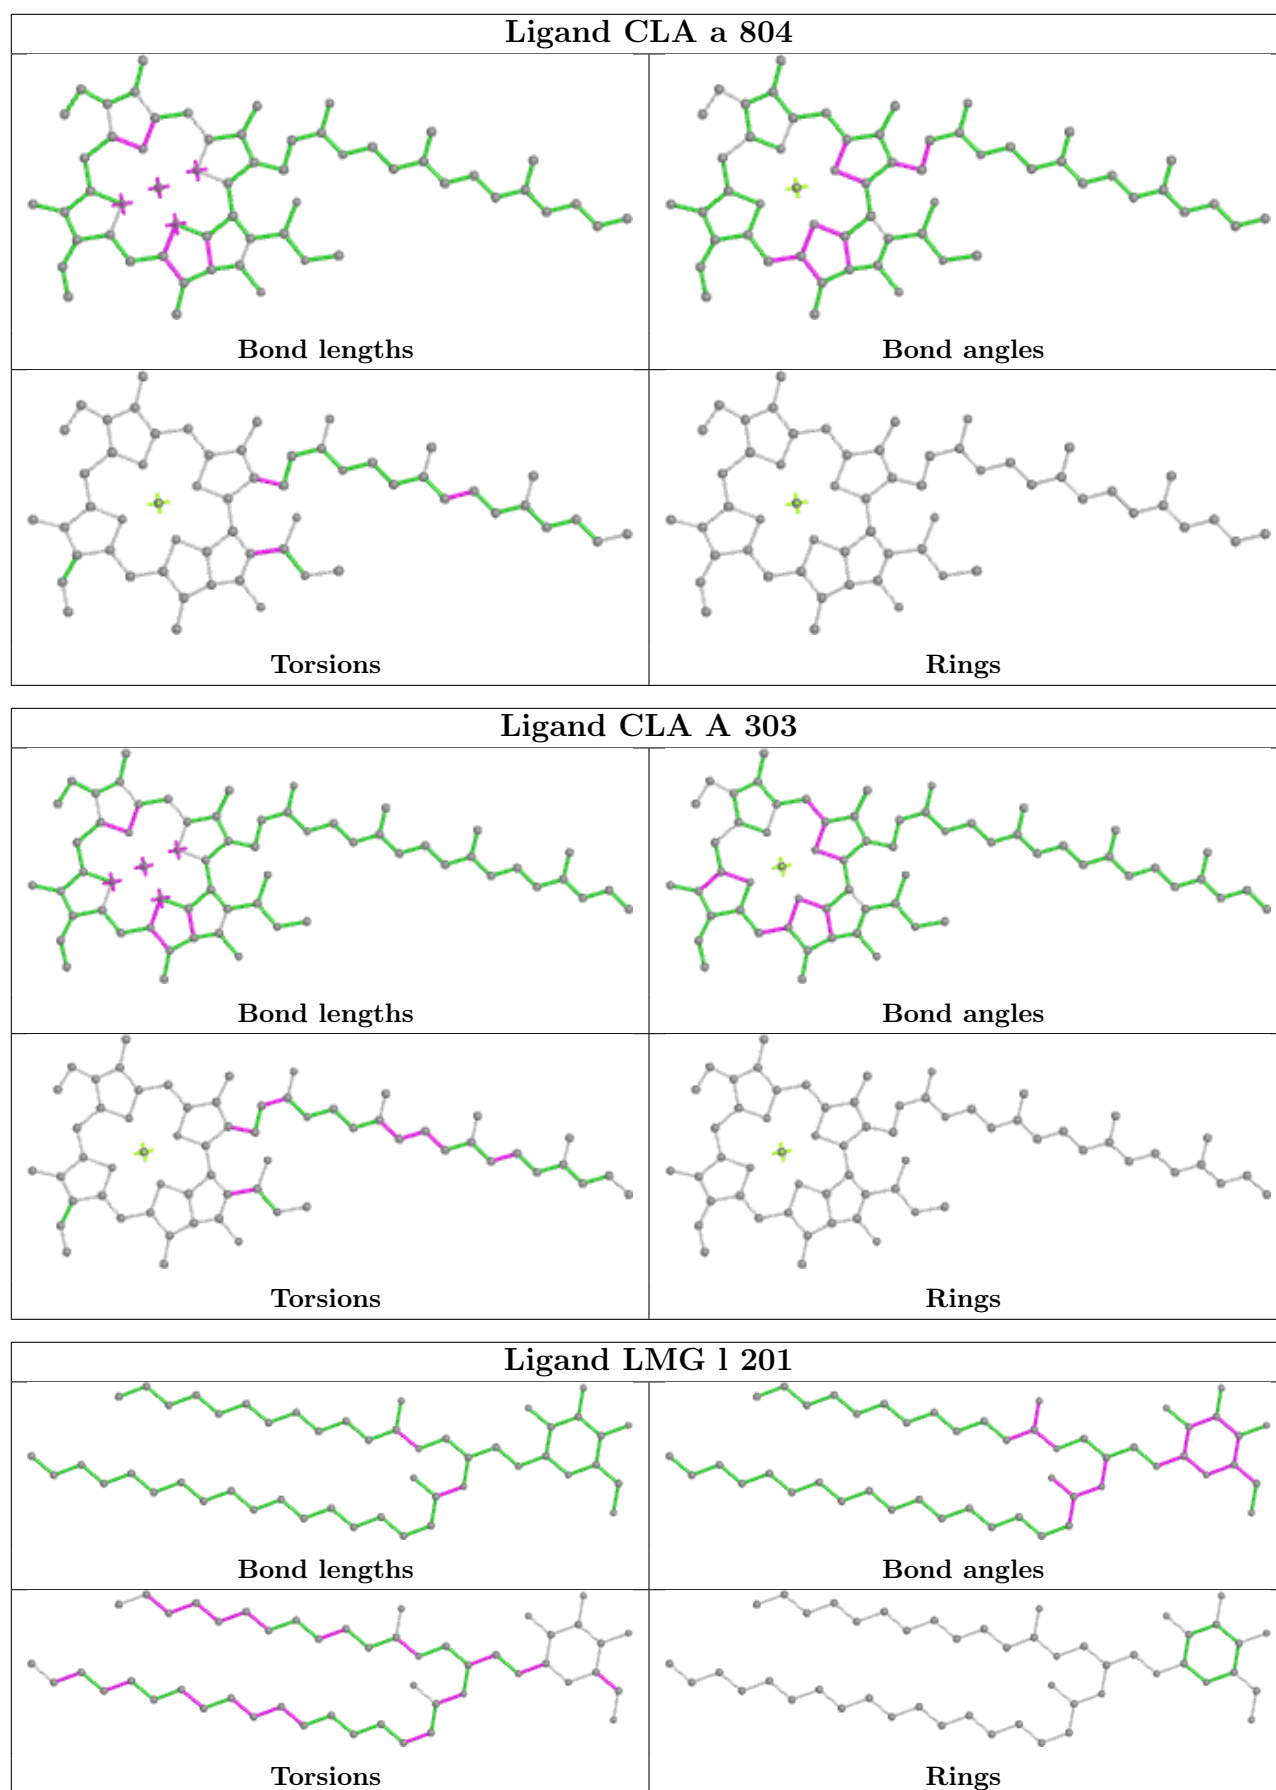 Ligand CLA a 804
Bond lengths
Bond angles
Torsions
Rings
Ligand CLA A 303
Bond lengths
Bond angles
Torsions
Rings
Ligand LMG l 201
Bond lengths
Bond angles
Torsions
Rings